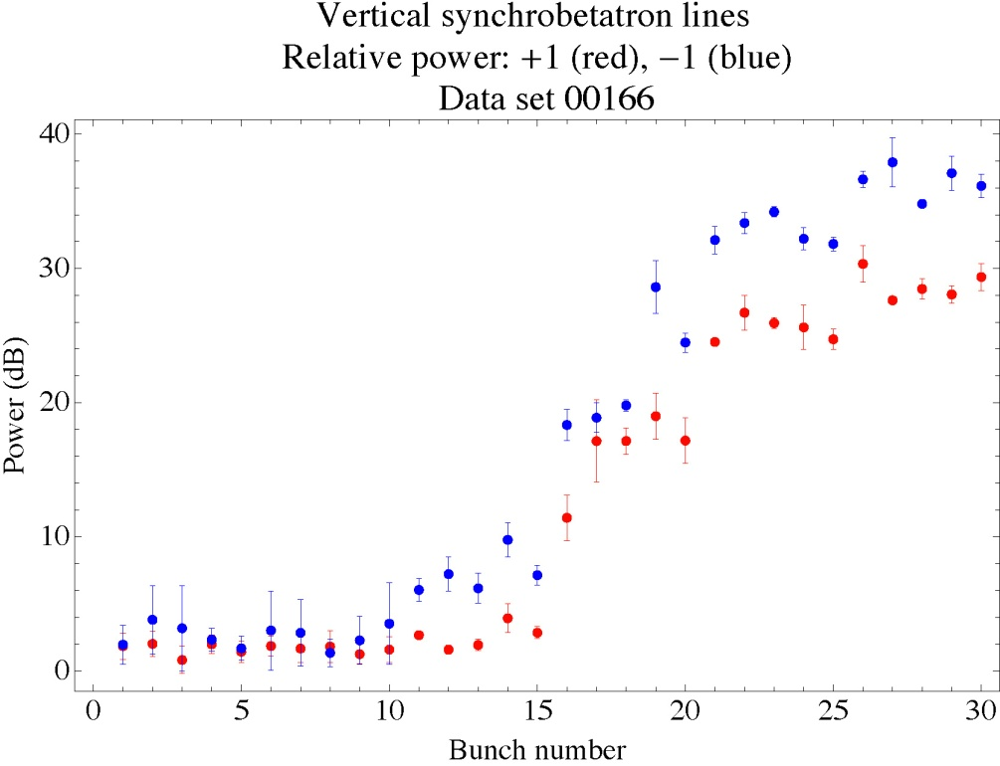 Vertical synchrobetatron lines
Relative power: +1 (red), −1 (blue)
Data set 00166
40
30
20
10
0
Power (dB)
0 5 10 15 20 25 30
Bunch number